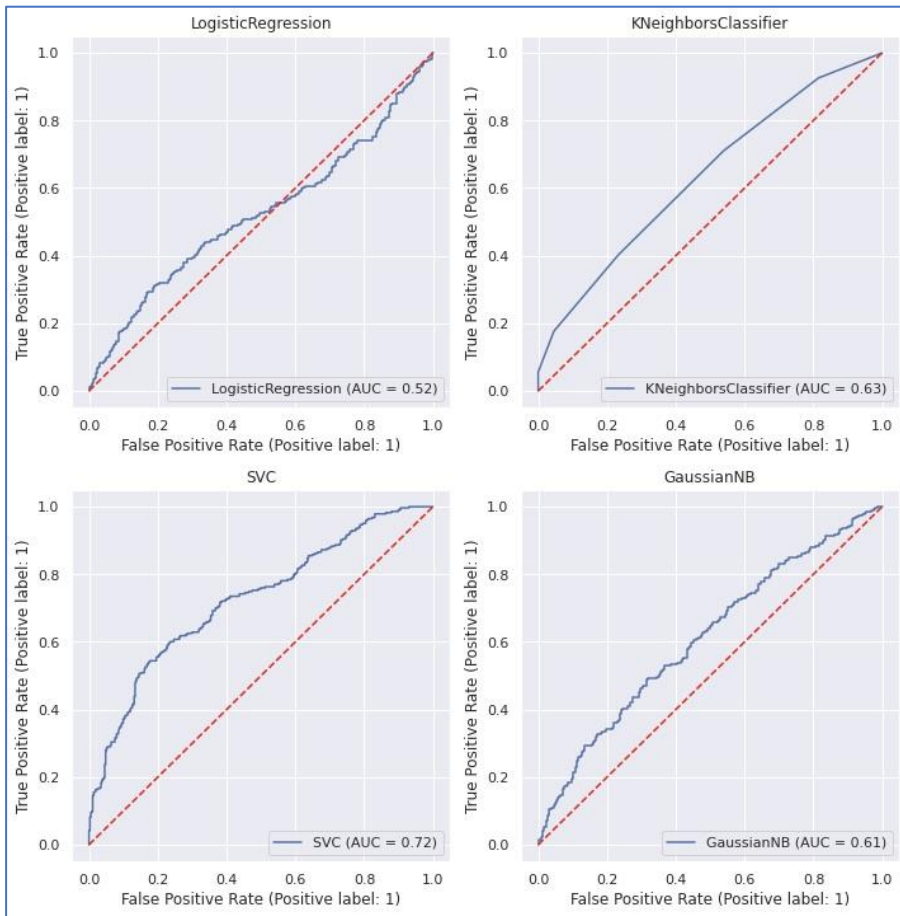 LogisticRegression
1.0
0.8
0.6
0.4
0.2
0.0
True Positive Rate (Positive label: 1)
LogisticRegression (AUC = 0.52)
0.0 0.2 0.4 0.6 0.8 1.0
False Positive Rate (Positive label: 1)
KNeighborsClassifier
1.0
0.8
0.6
0.4
0.2
0.0
True Positive Rate (Positive label: 1)
KNeighborsClassifier (AUC = 0.63)
0.0 0.2 0.4 0.6 0.8 1.0
False Positive Rate (Positive label: 1)
SVC
1.0
0.8
0.6
0.4
0.2
0.0
True Positive Rate (Positive label: 1)
SVC (AUC = 0.72)
0.0 0.2 0.4 0.6 0.8 1.0
False Positive Rate (Positive label: 1)
GaussianNB
1.0
0.8
0.6
0.4
0.2
0.0
True Positive Rate (Positive label: 1)
GaussianNB (AUC = 0.61)
0.0 0.2 0.4 0.6 0.8 1.0
False Positive Rate (Positive label: 1)